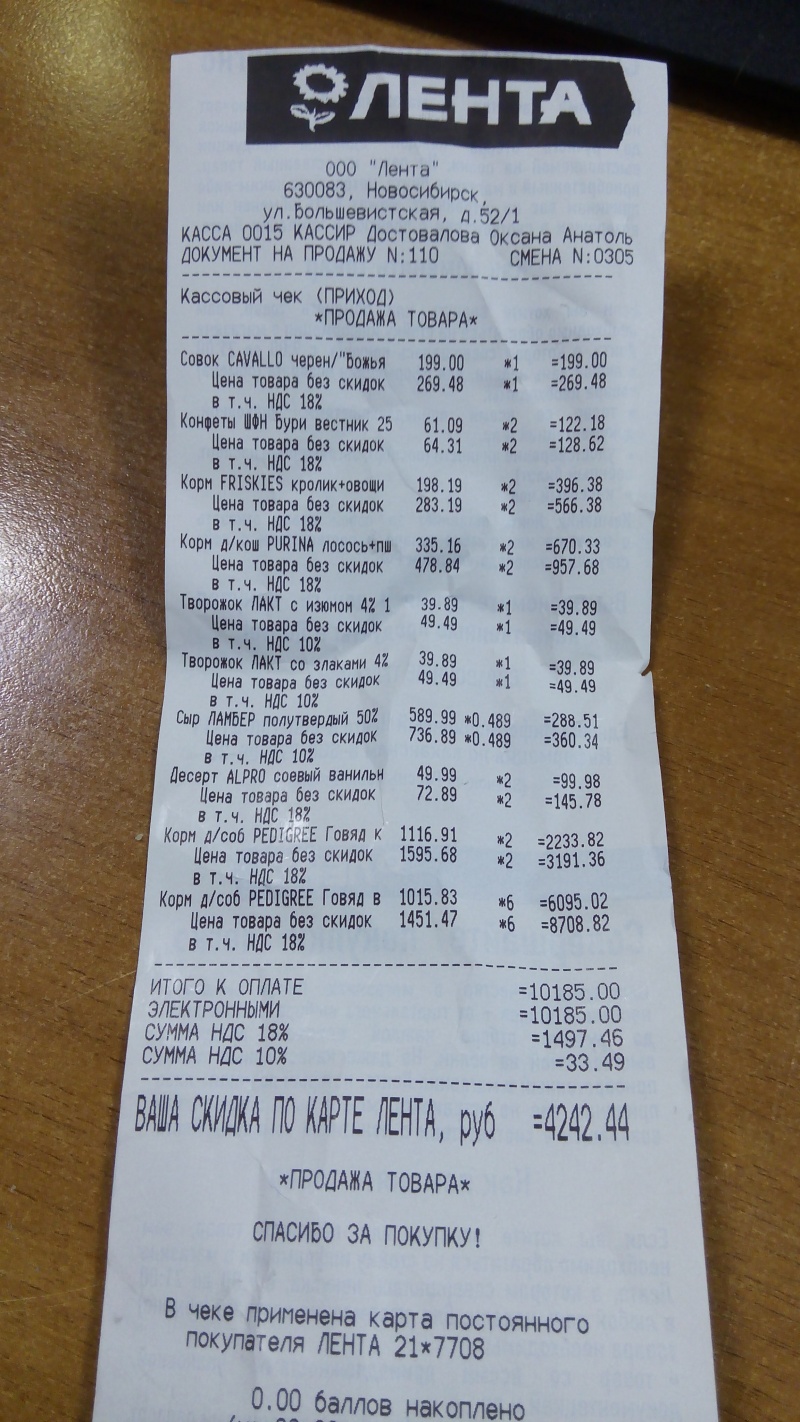 ЛЕНТА
ООО "Лента"
630083, Новосибирск,
ул.Большевистская, д.52/1
КАССА 0015 КАССИР Достовалова Оксана Анатоль
ДОКУМЕНТ НА ПРОДАЖУ N:110 СМЕНА N:0305
Кассовый чек (ПРИХОД)
*ПРОДАЖА ТОВАРА*
Совок CAVALLO черен/"Божья 199.00 *1 =199.00
Цена товара без скидок 269.48 *1 =269.48
в т.ч. НДС 18%
Конфеты ШФН Бури вестник 25 61.09 *2 =122.18
Цена товара без скидок 64.31 *2 =128.62
в т.ч. НДС 18%
Корм FRISKIES кролик+овощи 198.19 *2 =396.38
Цена товара без скидок 283.19 *2 =566.38
в т.ч. НДС 18%
Корм д/кош PURINA лосось+пш 335.16 *2 =670.33
Цена товара без скидок 478.84 *2 =957.68
в т.ч. НДС 18%
Творожок ЛАКТ с изюмом 4% 1 39.89 *1 =39.89
Цена товара без скидок 49.49 *1 =49.49
в т.ч. НДС 10%
Творожок ЛАКТ со злаками 4% 39.89 *1 =39.89
Цена товара без скидок 49.49 *1 =49.49
в т.ч. НДС 10%
Сыр ЛАМБЕР полутвердый 50% 589.99 *0.489 =288.51
Цена товара без скидок 736.89 *0.489 =360.34
в т.ч. НДС 10%
Десерт ALPRO соевый ванильн 49.99 *2 =99.98
Цена товара без скидок 72.89 *2 =145.78
в т.ч. НДС 18%
Корм д/соб PEDIGREE Говяд к 1116.91 *2 =2233.82
Цена товара без скидок 1595.68 *2 =3191.36
в т.ч. НДС 18%
Корм д/соб PEDIGREE Говяд в 1015.83 *6 =6095.02
Цена товара без скидок 1451.47 *6 =8708.82
в т.ч. НДС 18%
ИТОГО К ОПЛАТЕ =10185.00
ЭЛЕКТРОННЫМИ =10185.00
СУММА НДС 18% =1497.46
СУММА НДС 10% =33.49
ВАША СКИДКА ПО КАРТЕ ЛЕНТА, руб =4242.44
*ПРОДАЖА ТОВАРА*
СПАСИБО ЗА ПОКУПКУ!
В чеке применена карта постоянного
покупателя ЛЕНТА 21*7708
0.00 баллов накоплено